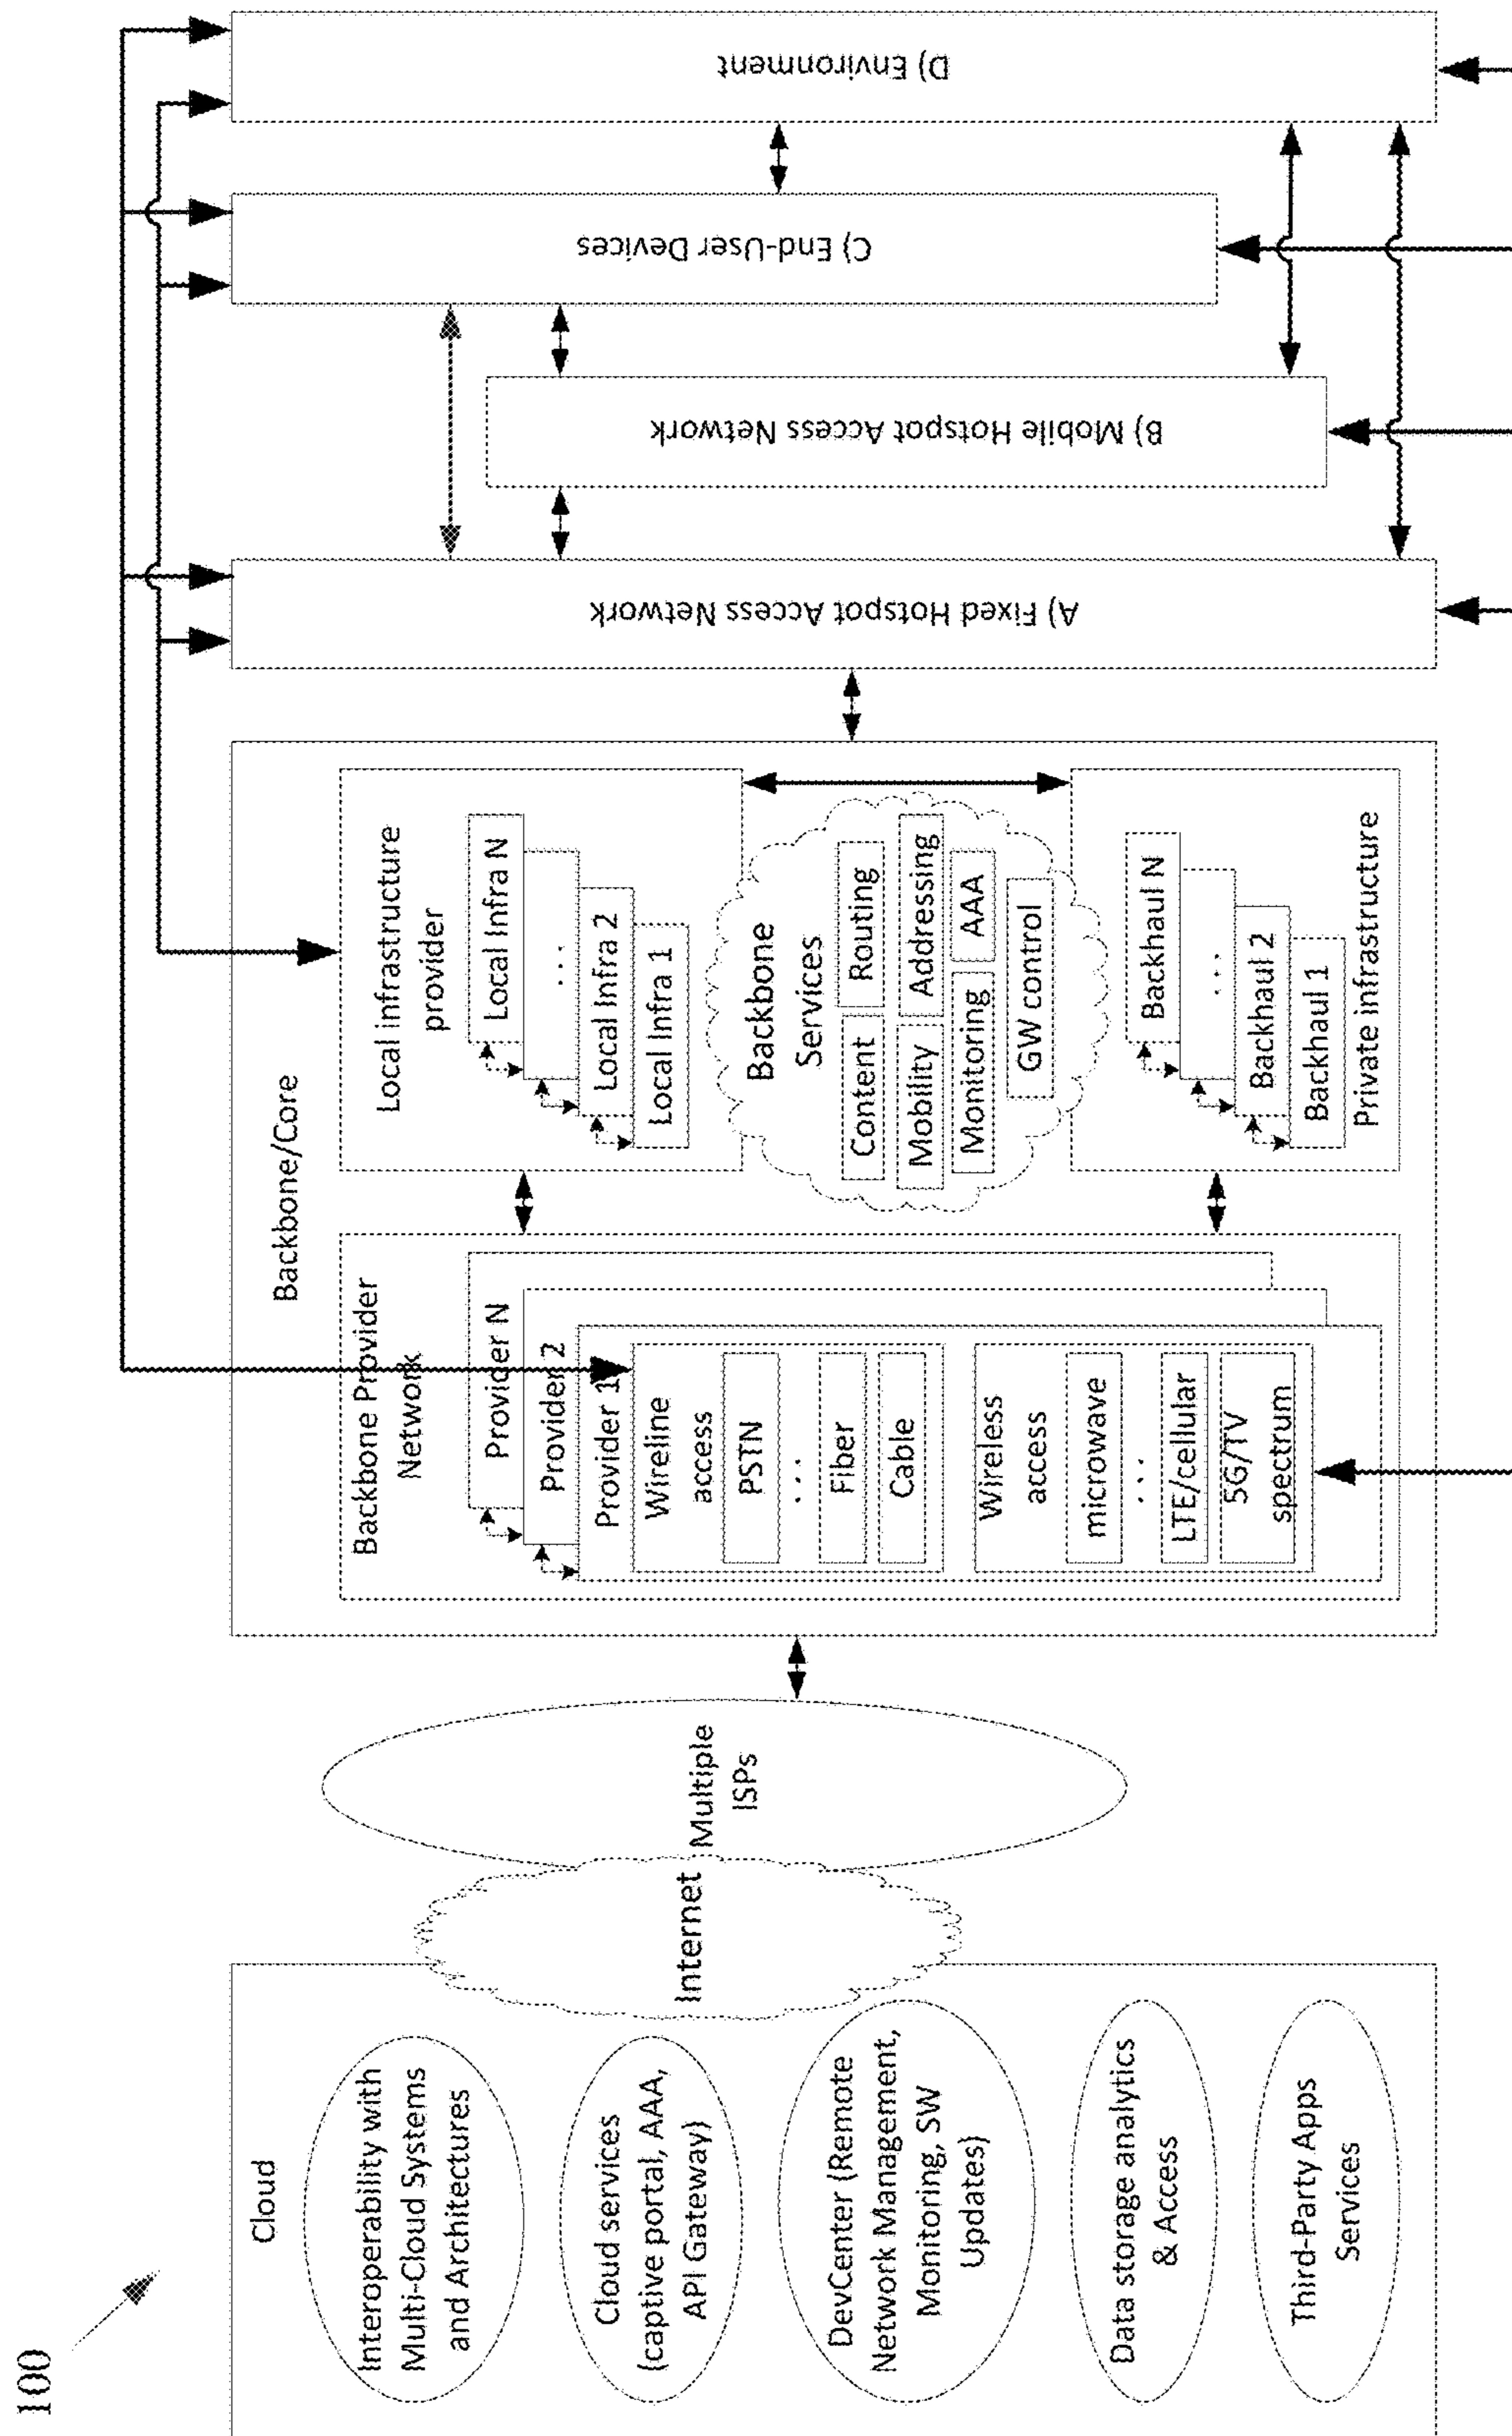 100
Cloud
Interoperability with
Multi-Cloud Systems
and Architectures
Cloud services
(captive portal, AAA,
API Gateway)
DevCenter (Remote
Network Management,
Monitoring, SW
Updates)
Data storage analytics
& Access
Third-Party Apps
Services
Internet
Multiple
ISPs
Backbone/Core
Backbone Provider
Network
Provider N
Provider 2
Provider 1
Wireline
access
PSTN
...
Fiber
Cable
Wireless
access
microwave
...
LTE/cellular
5G/TV
spectrum
Local infrastructure
provider
Local Infra N
...
Local Infra 2
Local Infra 1
Backbone
Services
Content
Routing
Mobility
Addressing
Monitoring
AAA
GW control
Backhaul N
...
Backhaul 2
Backhaul 1
Private infrastructure
A) Fixed Hotspot Access Network
B) Mobile Hotspot Access Network
C) End-User Devices
D) Environment